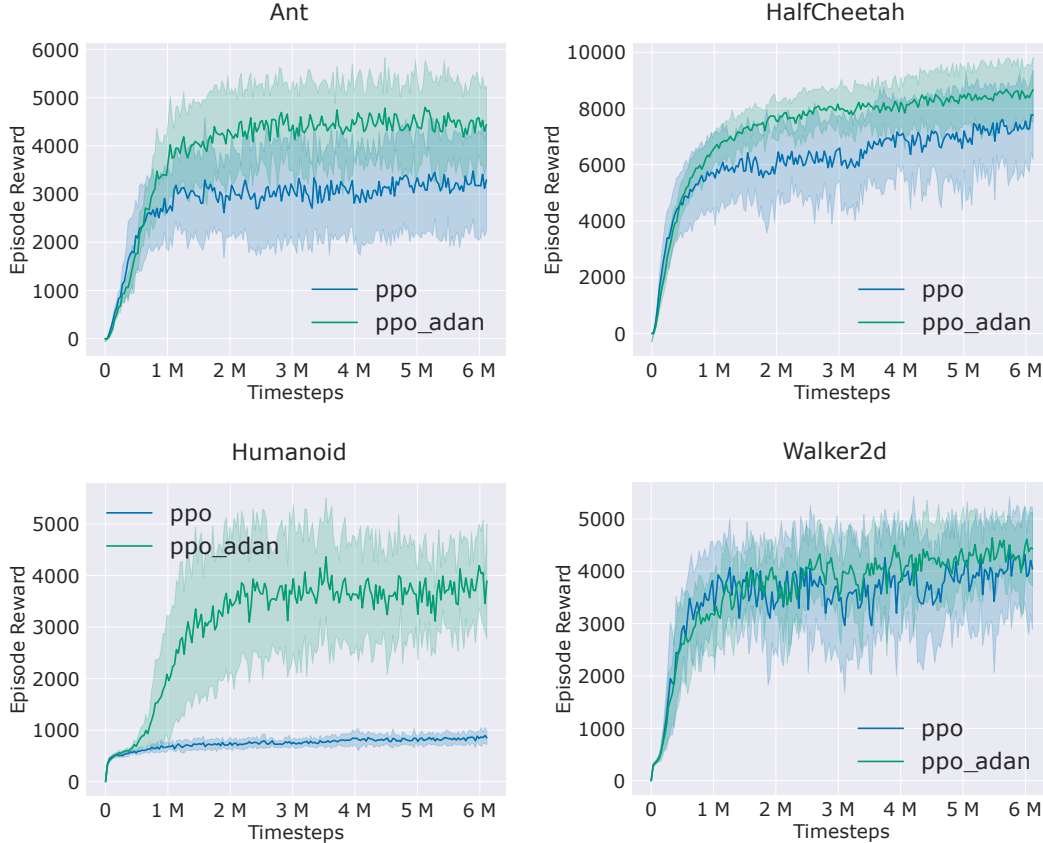 Ant
6000
5000
4000
3000
2000
1000
0
Episode Reward
ppo
ppo_adan
0 1 M 2 M 3 M 4 M 5 M 6 M
Timesteps
HalfCheetah
10000
8000
6000
4000
2000
0
Episode Reward
ppo
ppo_adan
0 1 M 2 M 3 M 4 M 5 M 6 M
Timesteps
Humanoid
5000
4000
3000
2000
1000
0
Episode Reward
ppo
ppo_adan
0 1 M 2 M 3 M 4 M 5 M 6 M
Timesteps
Walker2d
5000
4000
3000
2000
1000
0
Episode Reward
ppo
ppo_adan
0 1 M 2 M 3 M 4 M 5 M 6 M
Timesteps